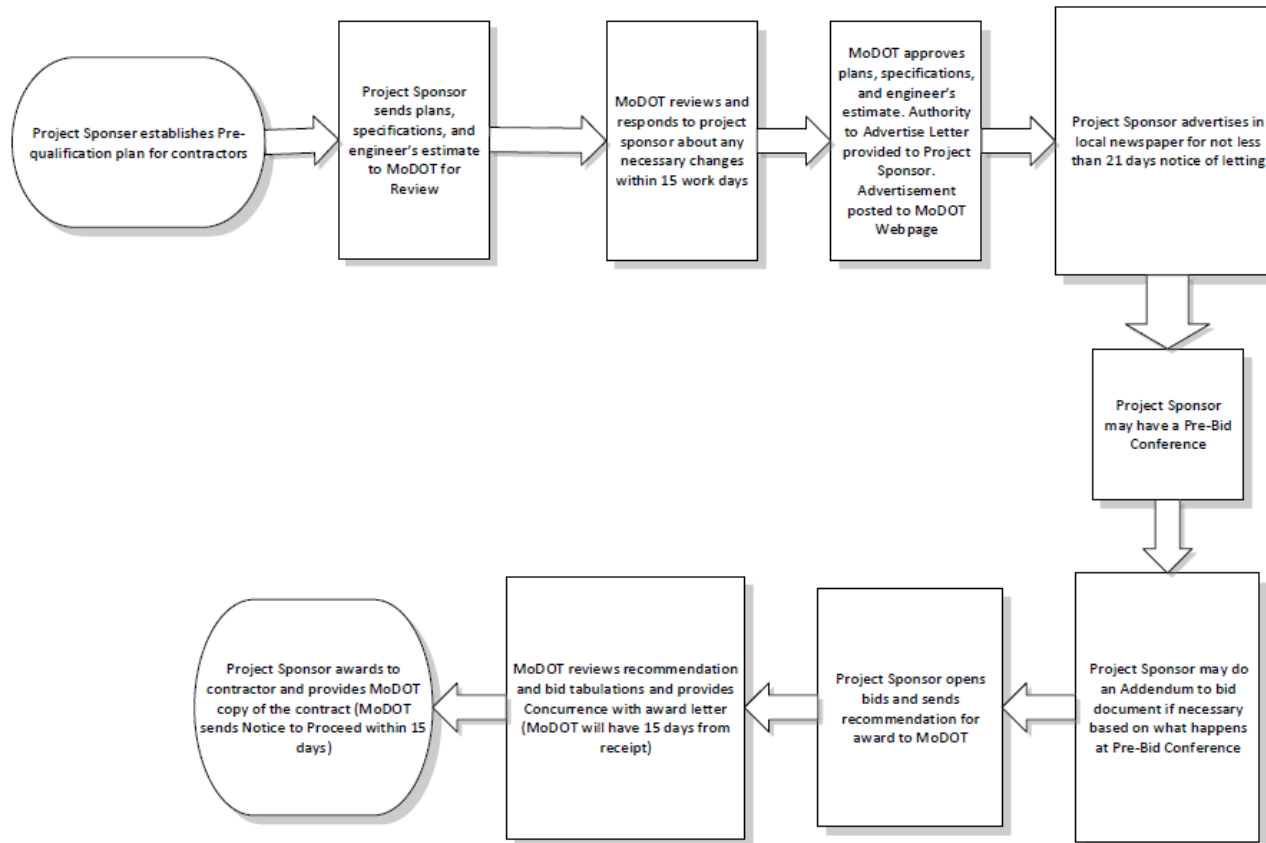 Project Sponser establishes Pre-
qualification plan for contractors
Project Sponsor
sends plans,
specifications, and
engineer's estimate
to MoDOT for
Review
MoDOT reviews and
responds to project
sponsor about any
necessary changes
within 15 work days
MoDOT approves
plans, specifications,
and engineer's
estimate. Authority
to Advertise Letter
provided to Project
Sponsor.
Advertisement
posted to MoDOT
Webpage
Project Sponsor advertises in
local newspaper for not less
than 21 days notice of letting
Project Sponsor
may have a Pre-Bid
Conference
Project Sponsor may do
an Addendum to bid
document if necessary
based on what happens
at Pre-Bid Conference
Project Sponsor opens
bids and sends
recommendation for
award to MoDOT
MoDOT reviews recommendation
and bid tabulations and provides
Concurrence with award letter
(MoDOT will have 15 days from
receipt)
Project Sponsor awards to
contractor and provides MoDOT
copy of the contract (MoDOT
sends Notice to Proceed within 15
days)